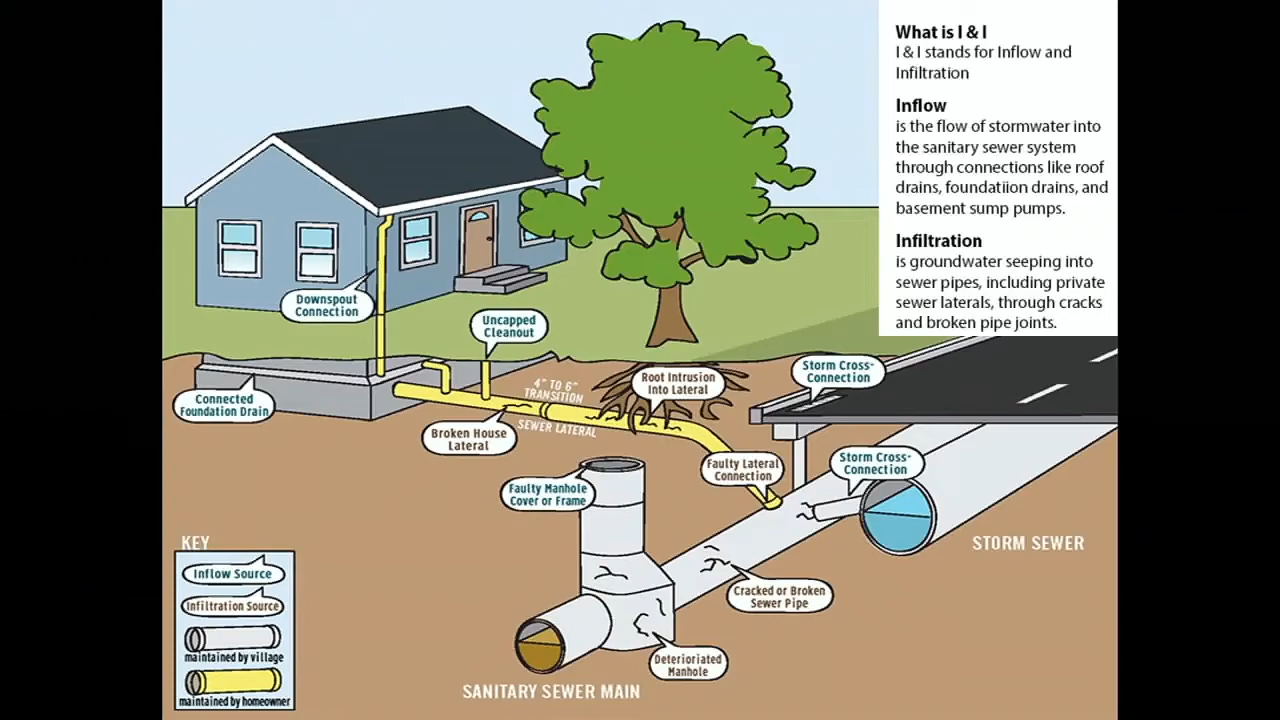 What is I & I
I & I stands for Inflow and
Infiltration
Inflow
is the flow of stormwater into
the sanitary sewer system
through connections like roof
drains, foundatiion drains, and
basement sump pumps.
Infiltration
is groundwater seeping into
sewer pipes, including private
sewer laterals, through cracks
and broken pipe joints.
Downspout
Connection
Uncapped
Cleanout
Connected
Foundation Drain
4" TO 6"
TRANSITION
SEWER LATERAL
Broken House
Lateral
Root Intrusion
Into Lateral
Storm Cross-
Connection
Faulty Lateral
Connection
Storm Cross-
Connection
Faulty Manhole
Cover or Frame
Cracked or Broken
Sewer Pipe
Deterioriated
Manhole
STORM SEWER
SANITARY SEWER MAIN
KEY
Inflow Source
Infiltration Source
maintained by village
maintained by homeowner